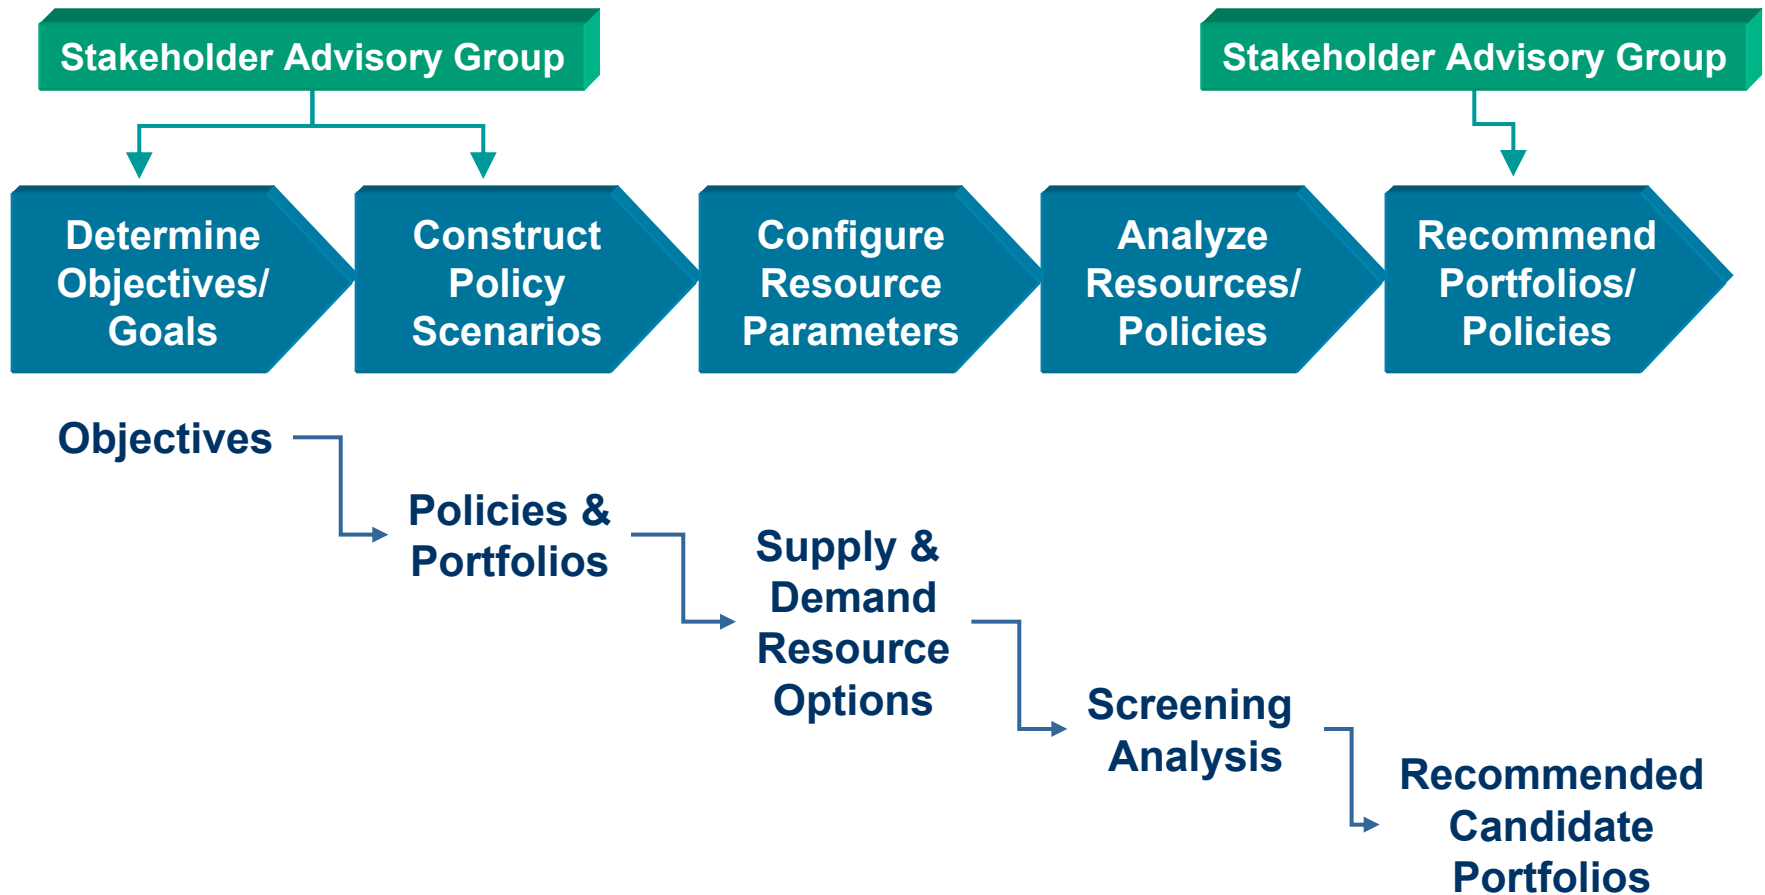 Stakeholder Advisory Group
Stakeholder Advisory Group
Determine
Objectives/
Goals
Construct
Policy
Scenarios
Configure
Resource
Parameters
Analyze
Resources/
Policies
Recommend
Portfolios/
Policies
Objectives
Policies &
Portfolios
Supply &
Demand
Resource
Options
Screening
Analysis
Recommended
Candidate
Portfolios